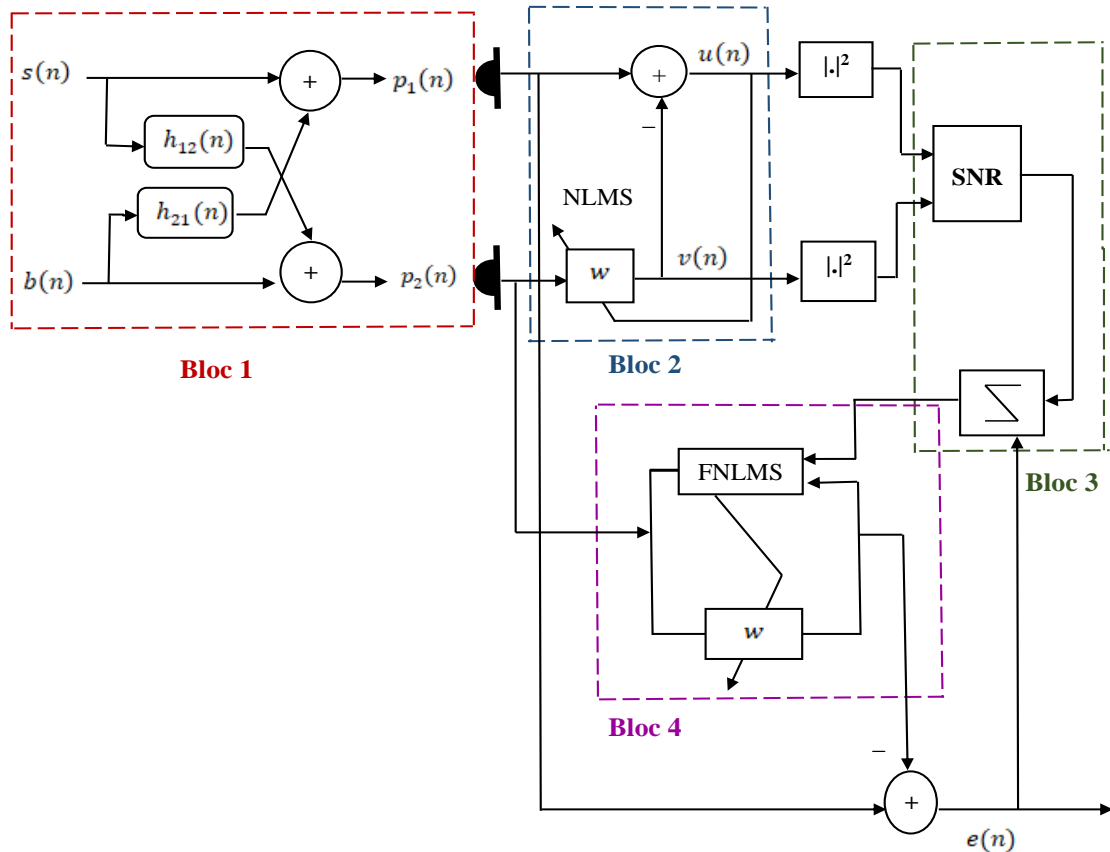 s(n)
+
p₁(n)
h₁₂(n)
h₂₁(n)
b(n)
+
p₂(n)
Bloc 1
+
u(n)
−
NLMS
w
v(n)
Bloc 2
|.|²
|.|²
SNR
Σ
Bloc 3
FNLMS
w
Bloc 4
−
+
e(n)